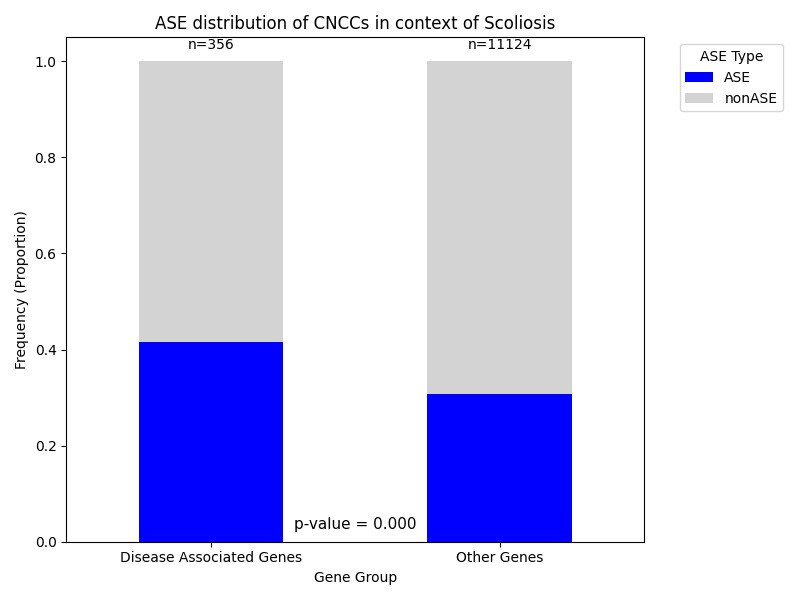 ASE distribution of CNCCs in context of Scoliosis
n=356
n=11124
ASE Type
ASE
nonASE
1.0
0.8
0.6
0.4
0.2
0.0
Frequency (Proportion)
p-value = 0.000
Disease Associated Genes
Other Genes
Gene Group